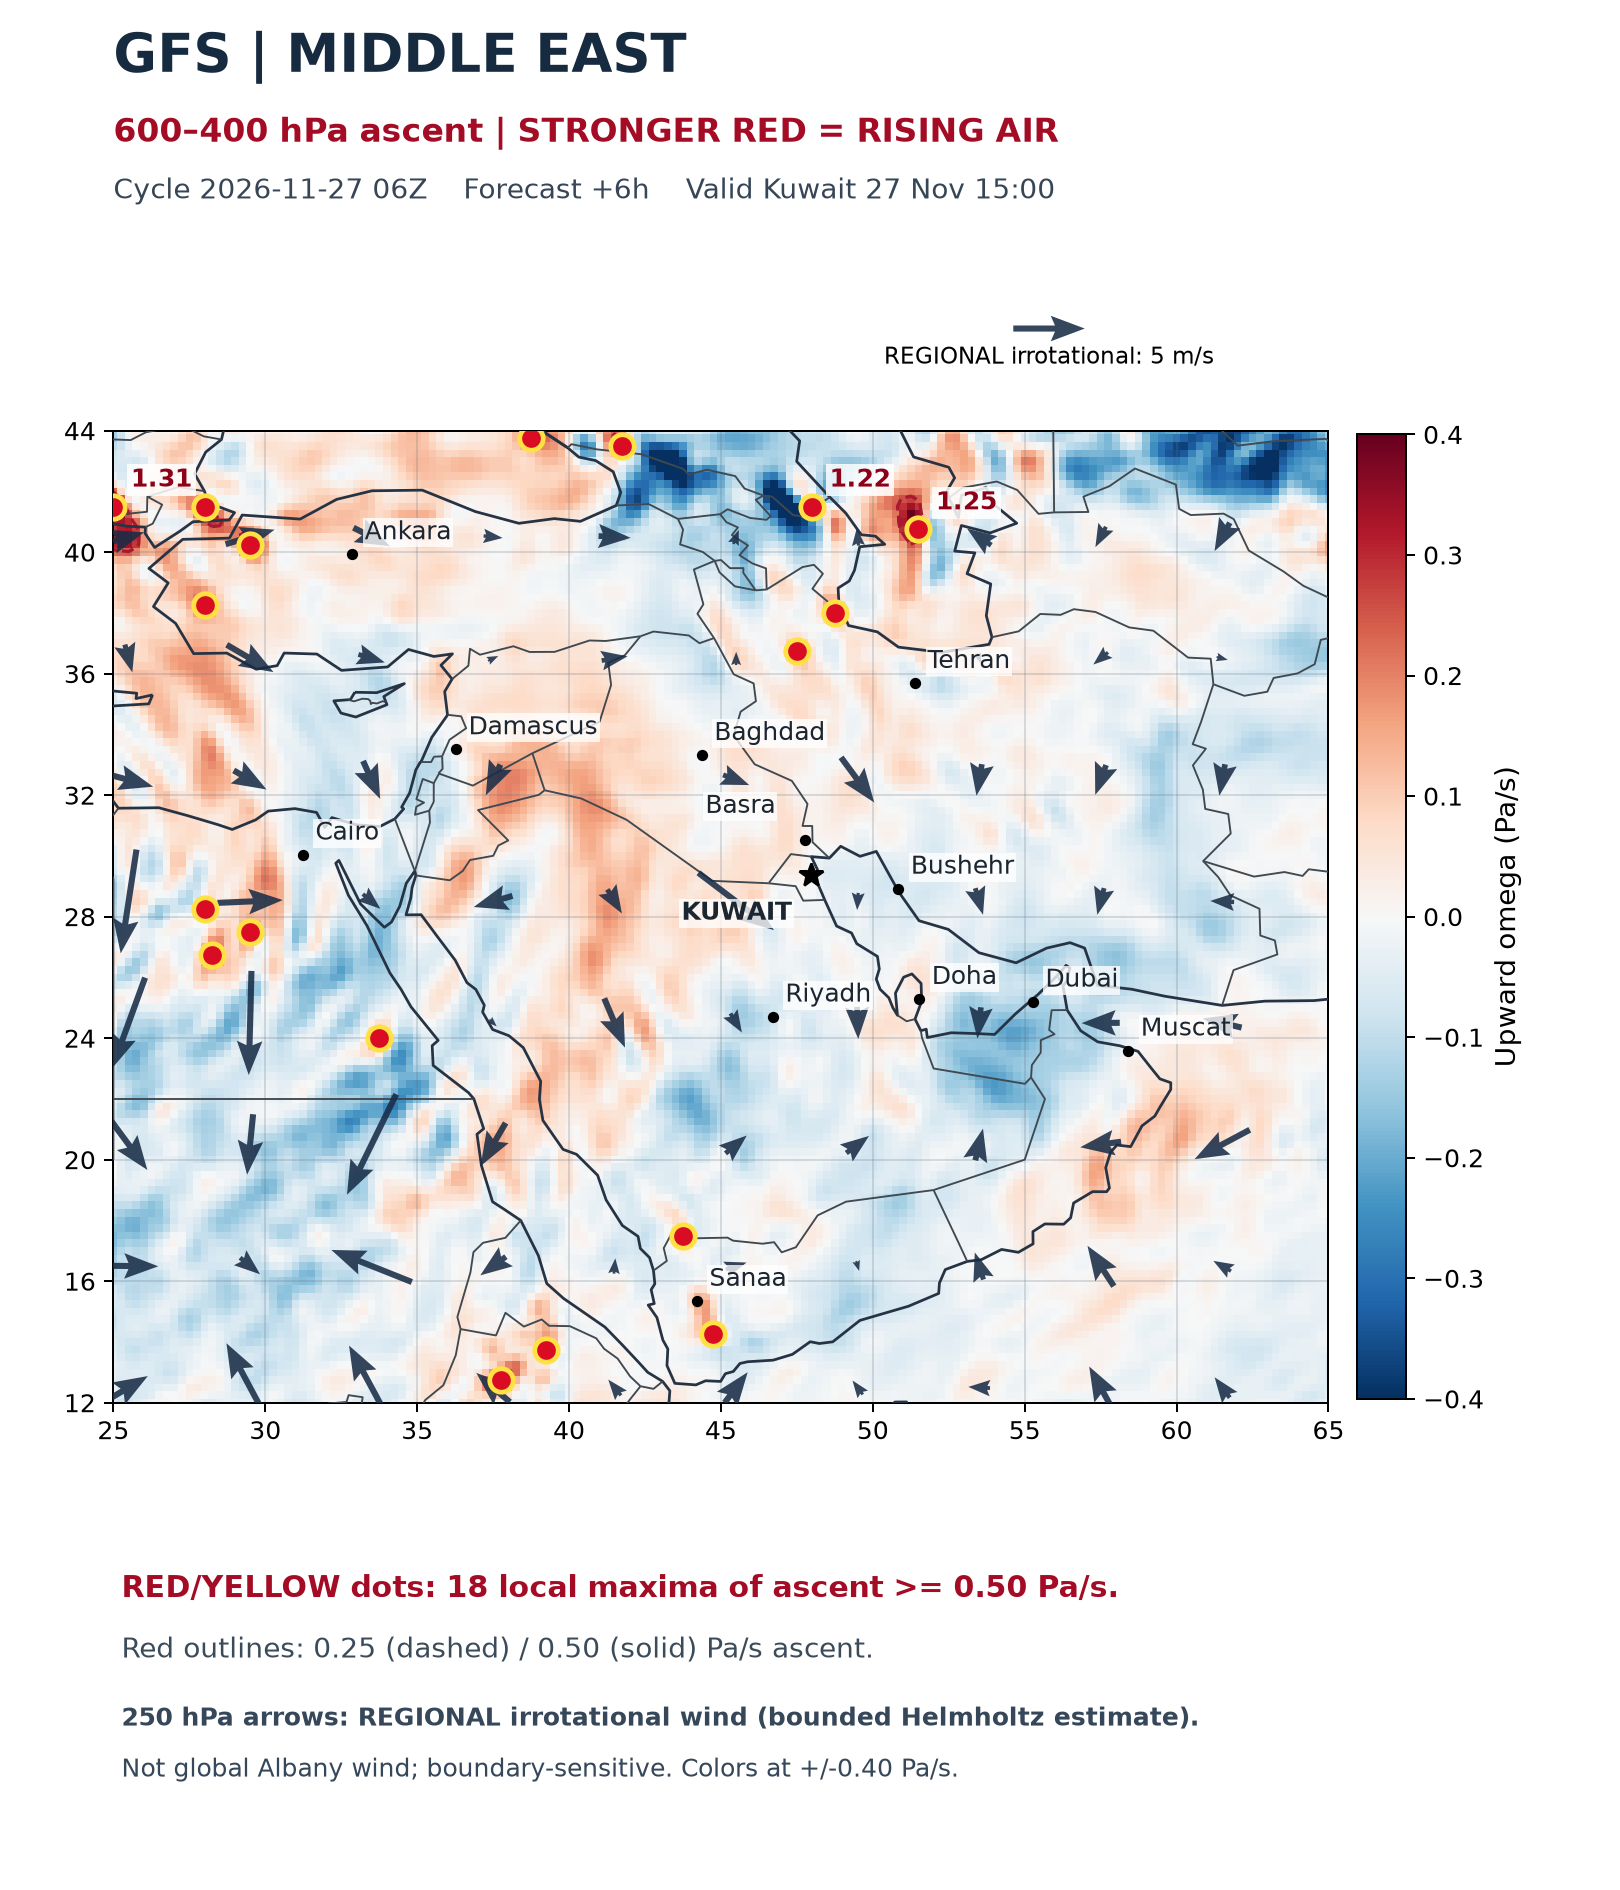 GFS | MIDDLE EAST
600–400 hPa ascent | STRONGER RED = RISING AIR
Cycle 2026-11-27 06Z    Forecast +6h    Valid Kuwait 27 Nov 15:00
REGIONAL irrotational: 5 m/s
44
40
36
32
28
24
20
16
12
25
30
35
40
45
50
55
60
65
1.31
1.22
1.25
Ankara
Tehran
Damascus
Baghdad
Basra
Cairo
Bushehr
KUWAIT
Doha
Dubai
Riyadh
Muscat
Sanaa
0.4
0.3
0.2
0.1
0.0
−0.1
−0.2
−0.3
−0.4
Upward omega (Pa/s)
RED/YELLOW dots: 18 local maxima of ascent >= 0.50 Pa/s.
Red outlines: 0.25 (dashed) / 0.50 (solid) Pa/s ascent.
250 hPa arrows: REGIONAL irrotational wind (bounded Helmholtz estimate).
Not global Albany wind; boundary-sensitive. Colors at +/-0.40 Pa/s.